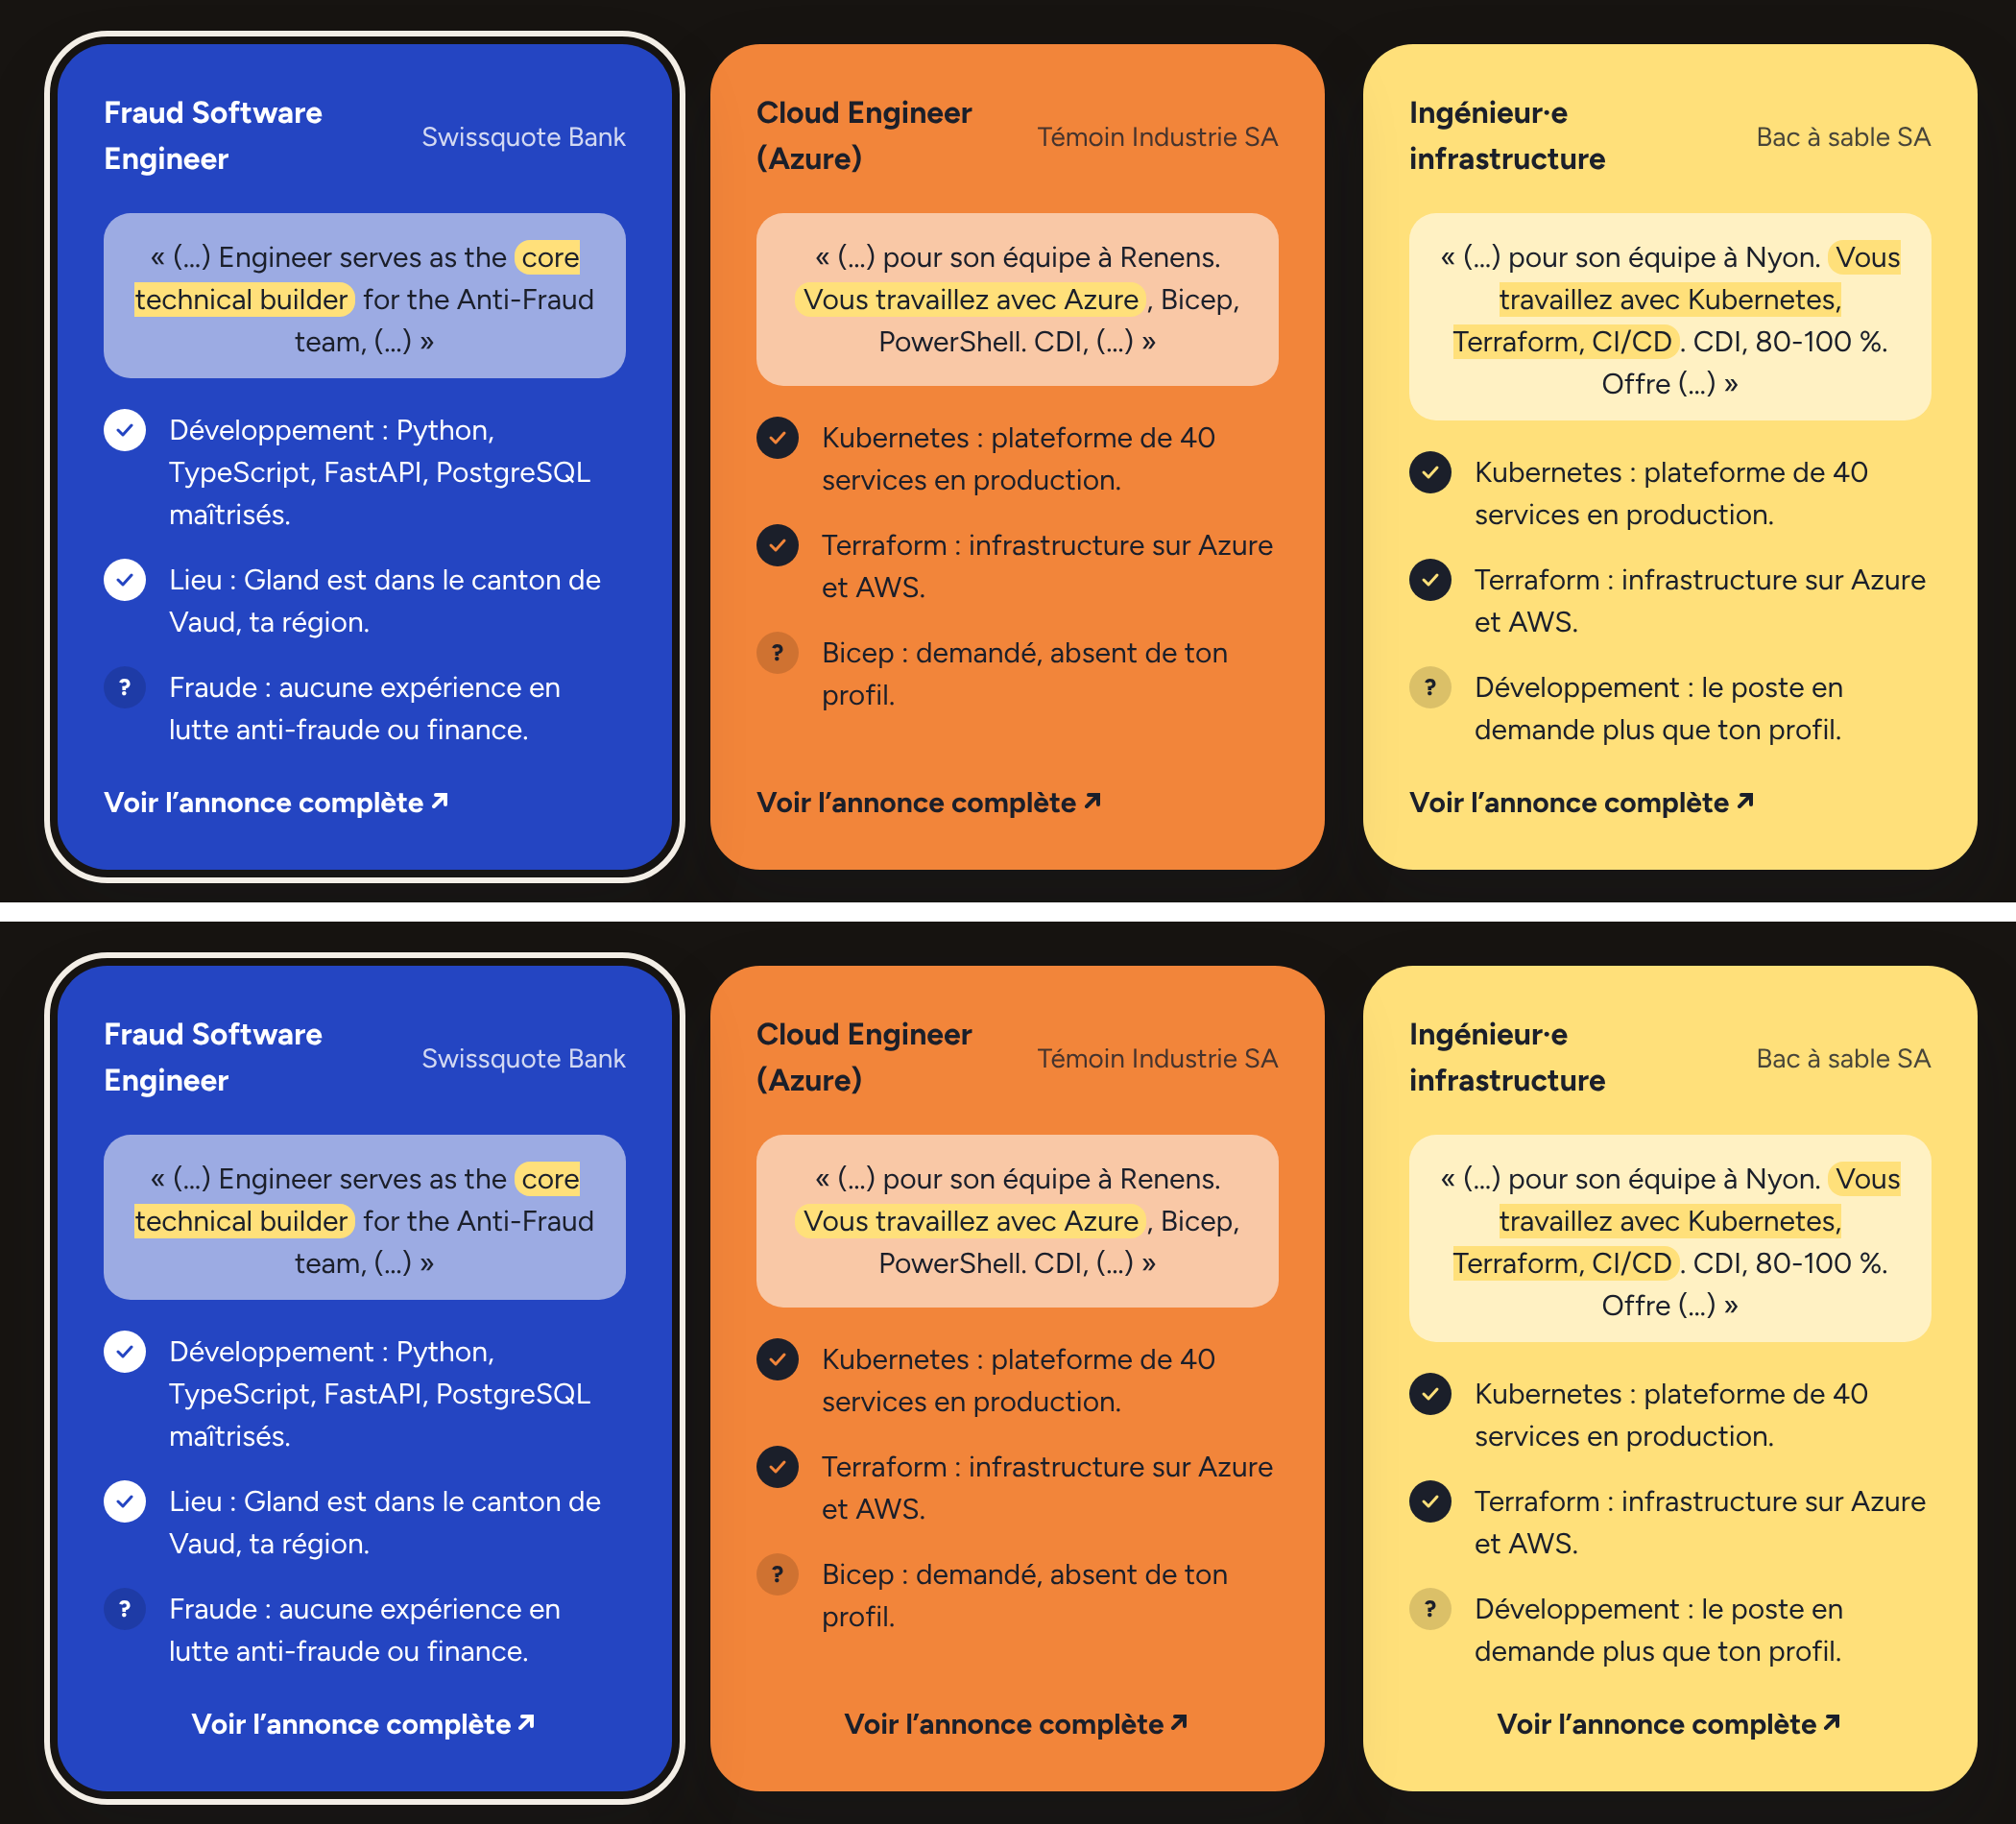 Fraud Software
Engineer
Swissquote Bank
« (...) Engineer serves as the core
technical builder for the Anti-Fraud
team, (...) »
Développement : Python,
TypeScript, FastAPI, PostgreSQL
maîtrisés.
Lieu : Gland est dans le canton de
Vaud, ta région.
?
Fraude : aucune expérience en
lutte anti-fraude ou finance.
Voir l’annonce complète ↗
Cloud Engineer
(Azure)
Témoin Industrie SA
« (...) pour son équipe à Renens.
Vous travaillez avec Azure, Bicep,
PowerShell. CDI, (...) »
Kubernetes : plateforme de 40
services en production.
Terraform : infrastructure sur Azure
et AWS.
?
Bicep : demandé, absent de ton
profil.
Voir l’annonce complète ↗
Ingénieur·e
infrastructure
Bac à sable SA
« (...) pour son équipe à Nyon. Vous
travaillez avec Kubernetes,
Terraform, CI/CD. CDI, 80-100 %.
Offre (...) »
Kubernetes : plateforme de 40
services en production.
Terraform : infrastructure sur Azure
et AWS.
?
Développement : le poste en
demande plus que ton profil.
Voir l’annonce complète ↗
Fraud Software
Engineer
Swissquote Bank
« (...) Engineer serves as the core
technical builder for the Anti-Fraud
team, (...) »
Développement : Python,
TypeScript, FastAPI, PostgreSQL
maîtrisés.
Lieu : Gland est dans le canton de
Vaud, ta région.
?
Fraude : aucune expérience en
lutte anti-fraude ou finance.
Voir l’annonce complète ↗
Cloud Engineer
(Azure)
Témoin Industrie SA
« (...) pour son équipe à Renens.
Vous travaillez avec Azure, Bicep,
PowerShell. CDI, (...) »
Kubernetes : plateforme de 40
services en production.
Terraform : infrastructure sur Azure
et AWS.
?
Bicep : demandé, absent de ton
profil.
Voir l’annonce complète ↗
Ingénieur·e
infrastructure
Bac à sable SA
« (...) pour son équipe à Nyon. Vous
travaillez avec Kubernetes,
Terraform, CI/CD. CDI, 80-100 %.
Offre (...) »
Kubernetes : plateforme de 40
services en production.
Terraform : infrastructure sur Azure
et AWS.
?
Développement : le poste en
demande plus que ton profil.
Voir l’annonce complète ↗